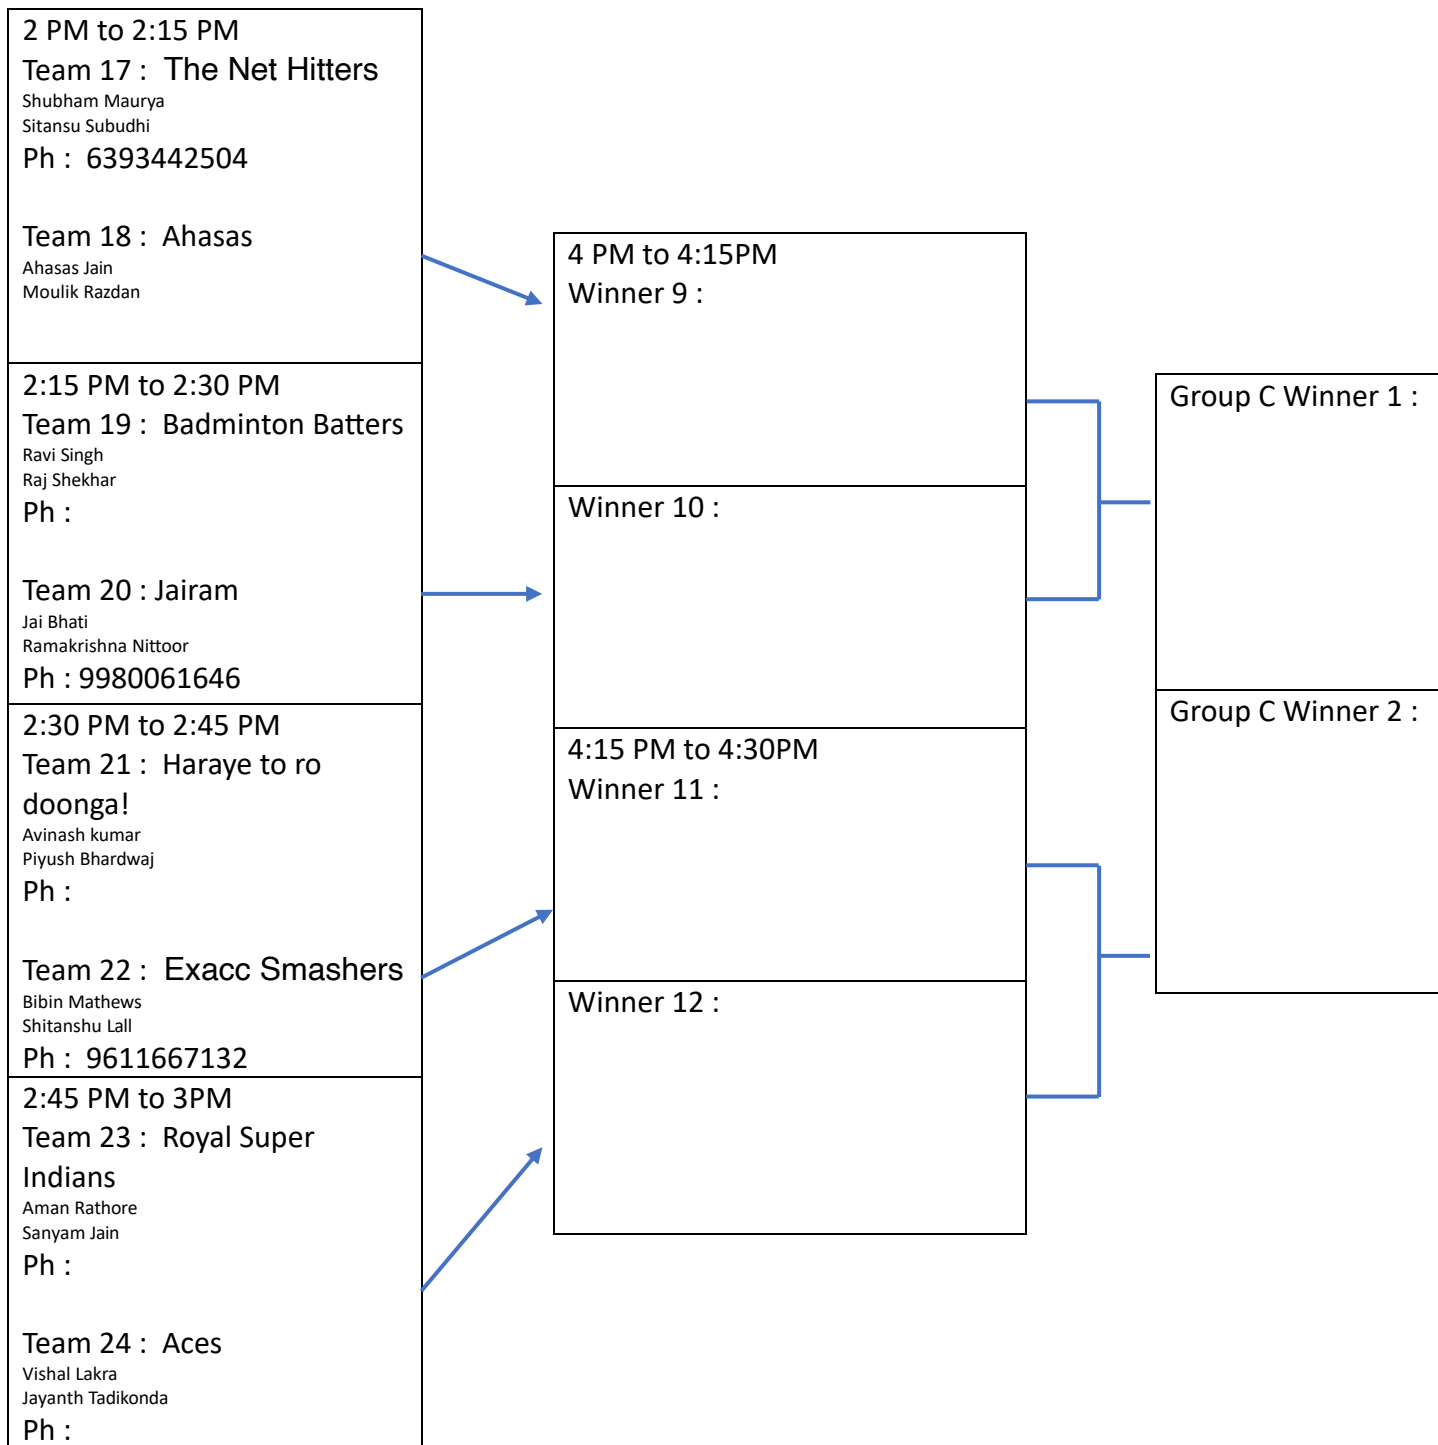 2 PM to 2:15 PM
Team 17 : The Net Hitters
Shubham Maurya
Sitansu Subudhi
Ph : 6393442504
Team 18 : Ahasas
Ahasas Jain
Moulik Razdan
2:15 PM to 2:30 PM
Team 19 : Badminton Batters
Ravi Singh
Raj Shekhar
Ph :
Team 20 : Jairam
Jai Bhati
Ramakrishna Nittoor
Ph : 9980061646
2:30 PM to 2:45 PM
Team 21 : Haraye to ro
doonga!
Avinash kumar
Piyush Bhardwaj
Ph :
Team 22 : Exacc Smashers
Bibin Mathews
Shitanshu Lall
Ph : 9611667132
2:45 PM to 3PM
Team 23 : Royal Super
Indians
Aman Rathore
Sanyam Jain
Ph :
Team 24 : Aces
Vishal Lakra
Jayanth Tadikonda
Ph :
4 PM to 4:15PM
Winner 9 :
Winner 10 :
4:15 PM to 4:30PM
Winner 11 :
Winner 12 :
Group C Winner 1 :
Group C Winner 2 :